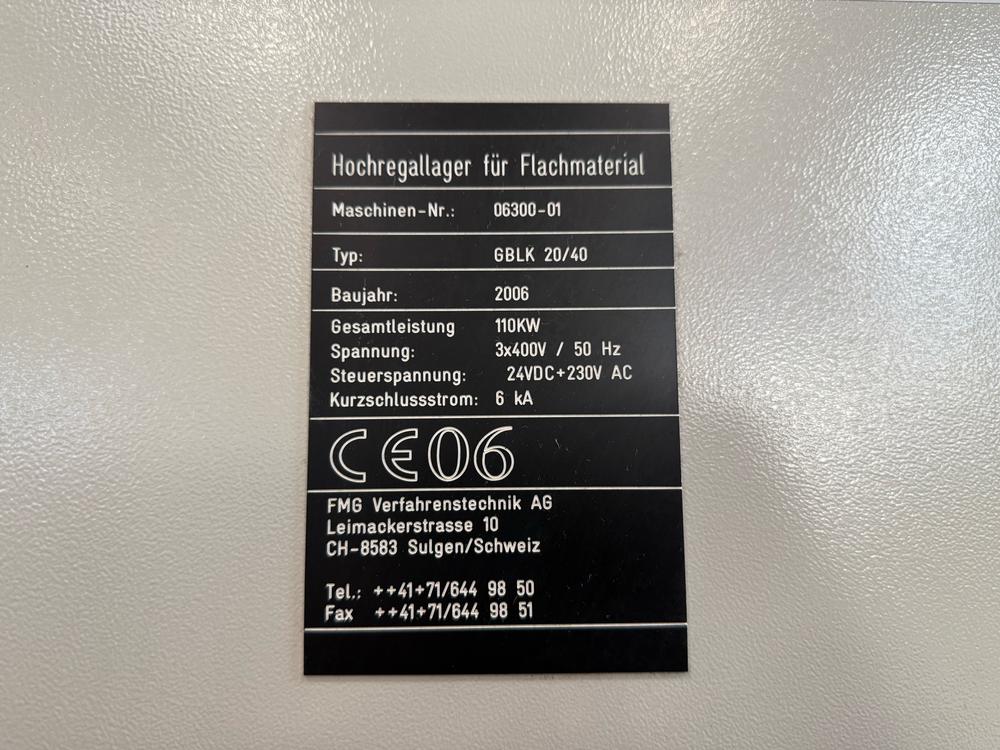 Hochregallager für Flachmaterial
Maschinen-Nr.: 06300-01
Typ: GBLK 20/40
Baujahr: 2006
Gesamtleistung 110KW
Spannung: 3x400V / 50 Hz
Steuerspannung: 24VDC+230V AC
Kurzschlussstrom: 6 kA
CE06
FMG Verfahrenstechnik AG
Leimackerstrasse 10
CH-8583 Sulgen/Schweiz
Tel.: ++41+71/644 98 50
Fax ++41+71/644 98 51